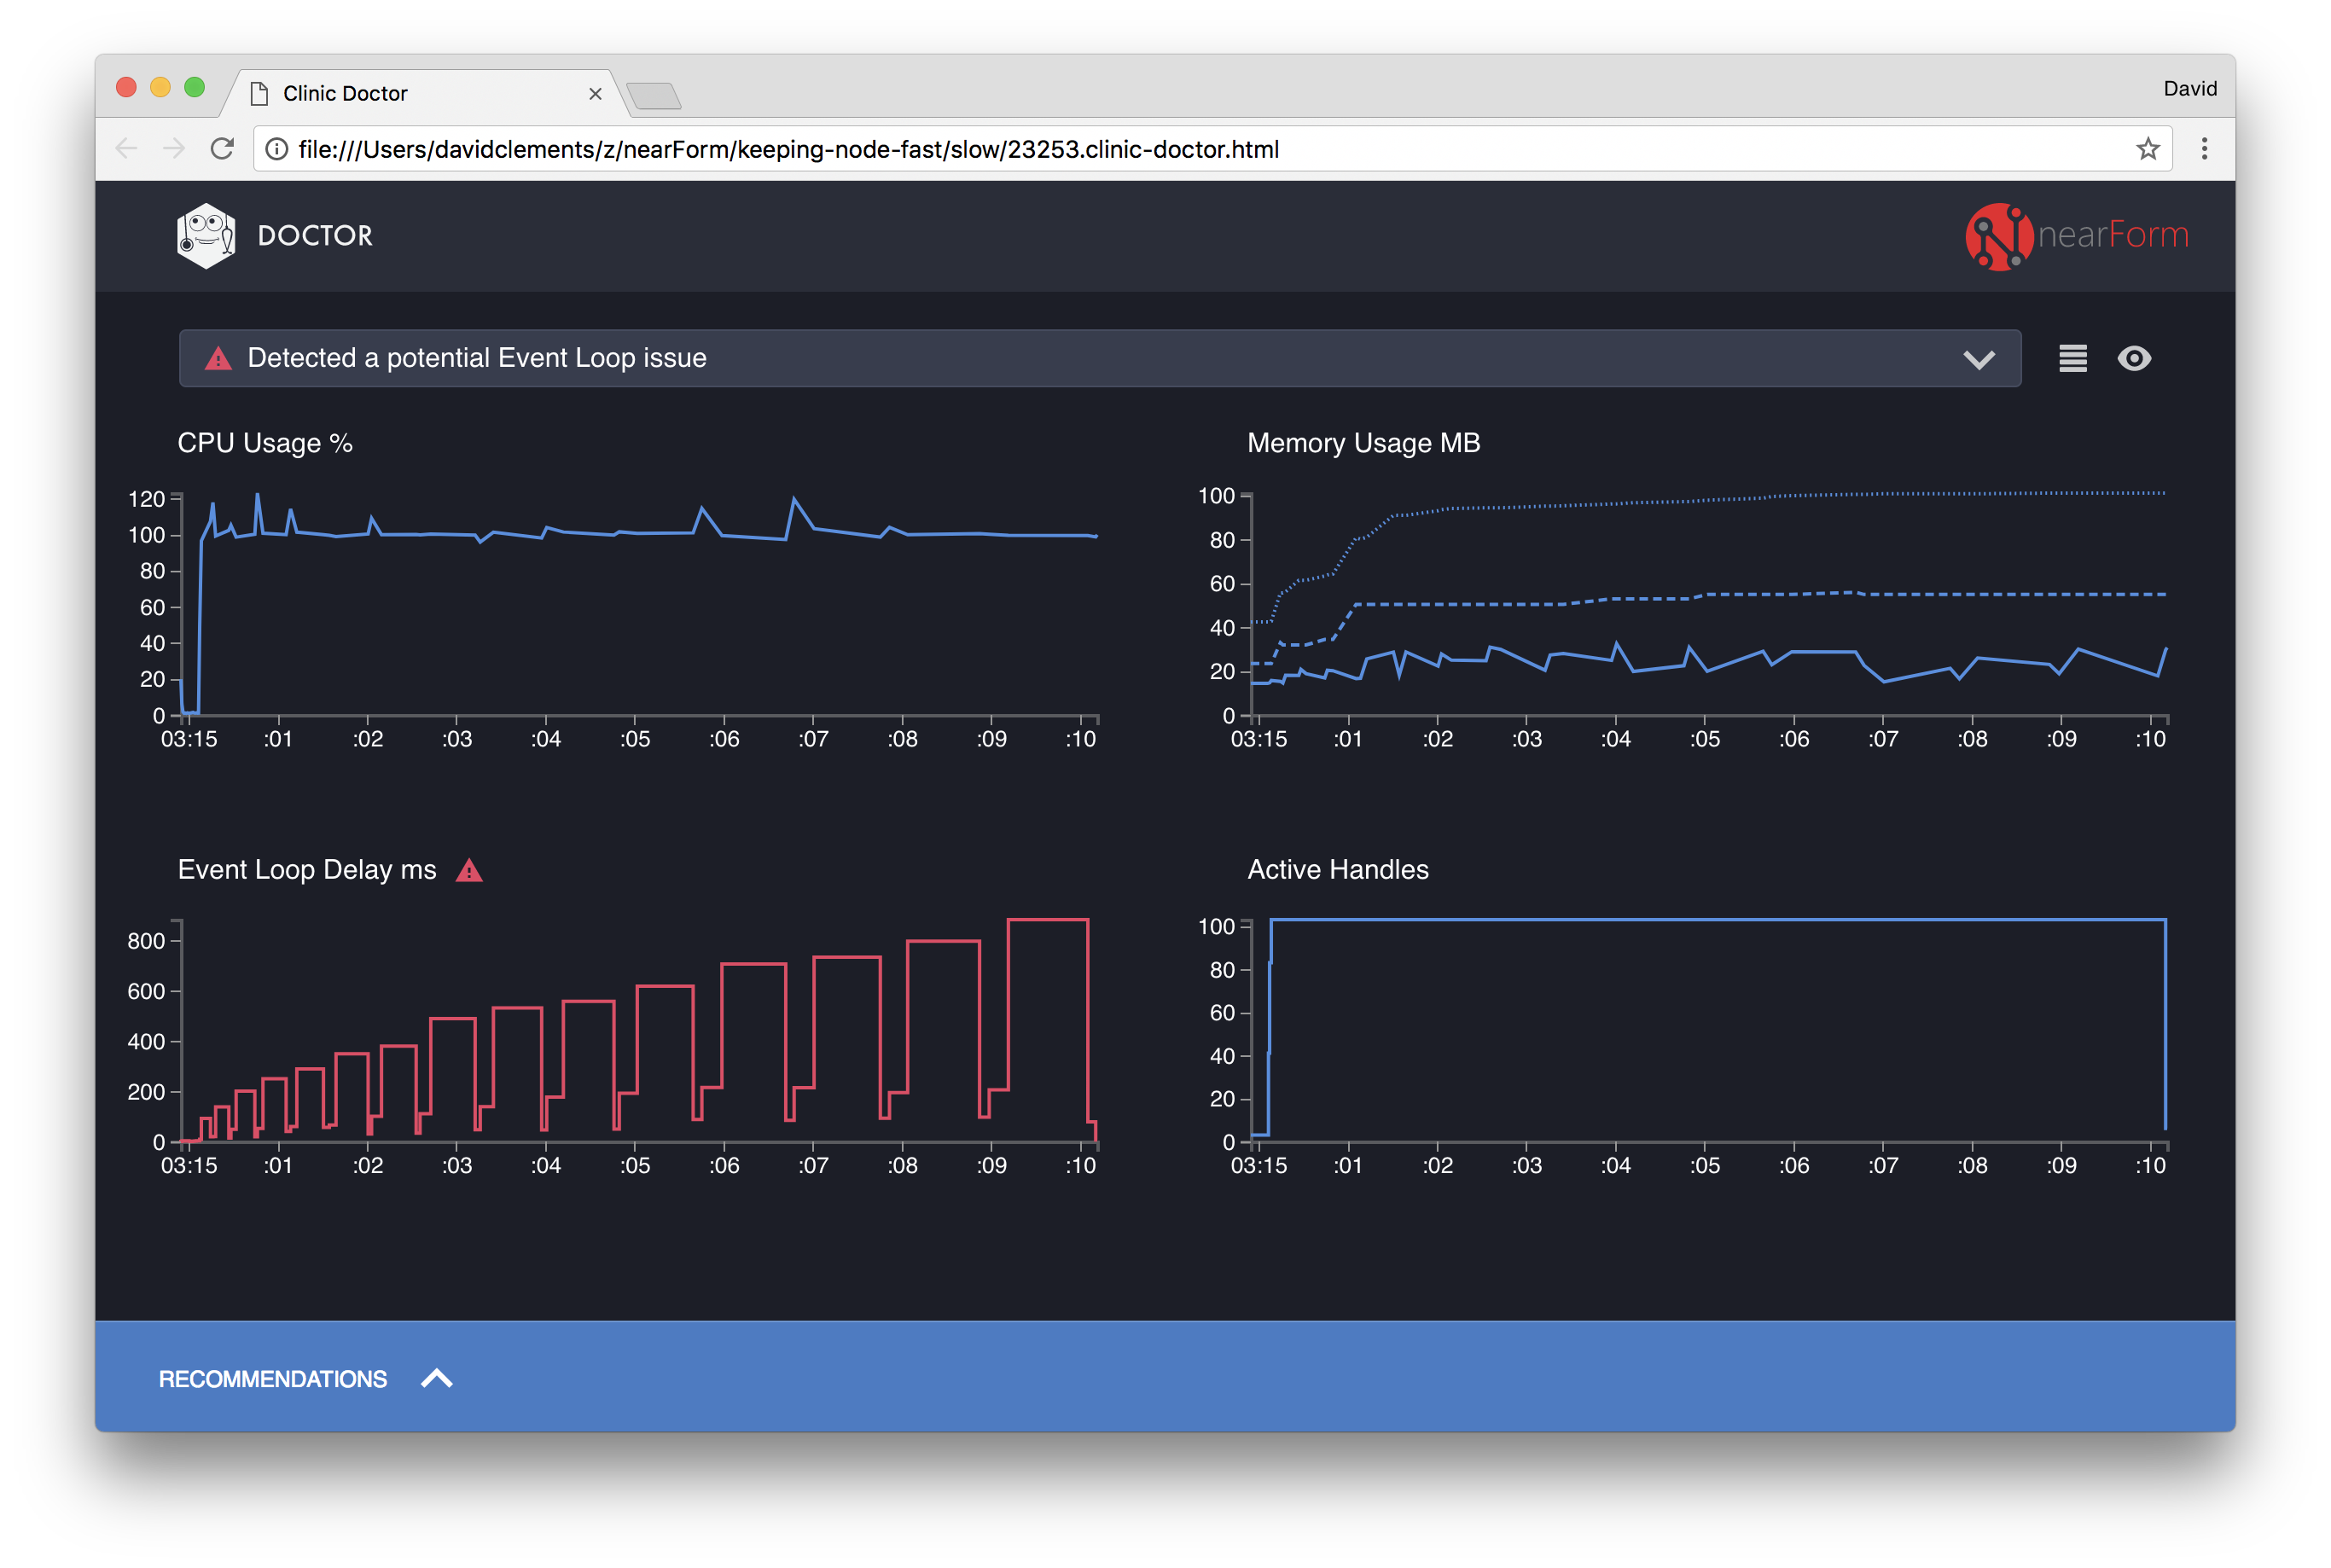 Clinic Doctor
David
file:///Users/davidclements/z/nearForm/keeping-node-fast/slow/23253.clinic-doctor.html
DOCTOR
nearForm
Detected a potential Event Loop issue
CPU Usage %
120
100
80
60
40
20
0
03:15 :01 :02 :03 :04 :05 :06 :07 :08 :09 :10
Memory Usage MB
100
80
60
40
20
0
03:15 :01 :02 :03 :04 :05 :06 :07 :08 :09 :10
Event Loop Delay ms
800
600
400
200
0
03:15 :01 :02 :03 :04 :05 :06 :07 :08 :09 :10
Active Handles
100
80
60
40
20
0
03:15 :01 :02 :03 :04 :05 :06 :07 :08 :09 :10
RECOMMENDATIONS